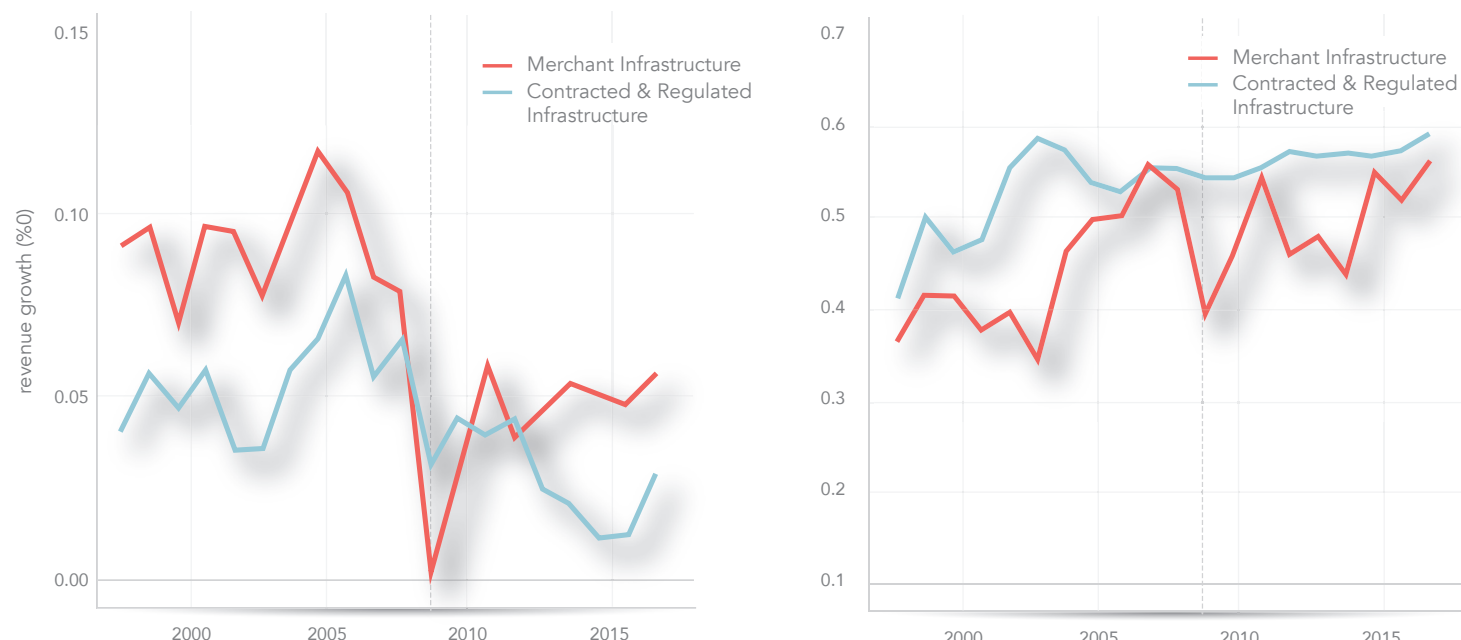 0.15
0.10
0.05
0.00
revenue growth (%0)
Merchant Infrastructure
Contracted & Regulated
Infrastructure
2000
2005
2010
2015
0.7
0.6
0.5
0.4
0.3
0.2
0.1
Merchant Infrastructure
Contracted & Regulated
Infrastructure
2000
2005
2010
2015